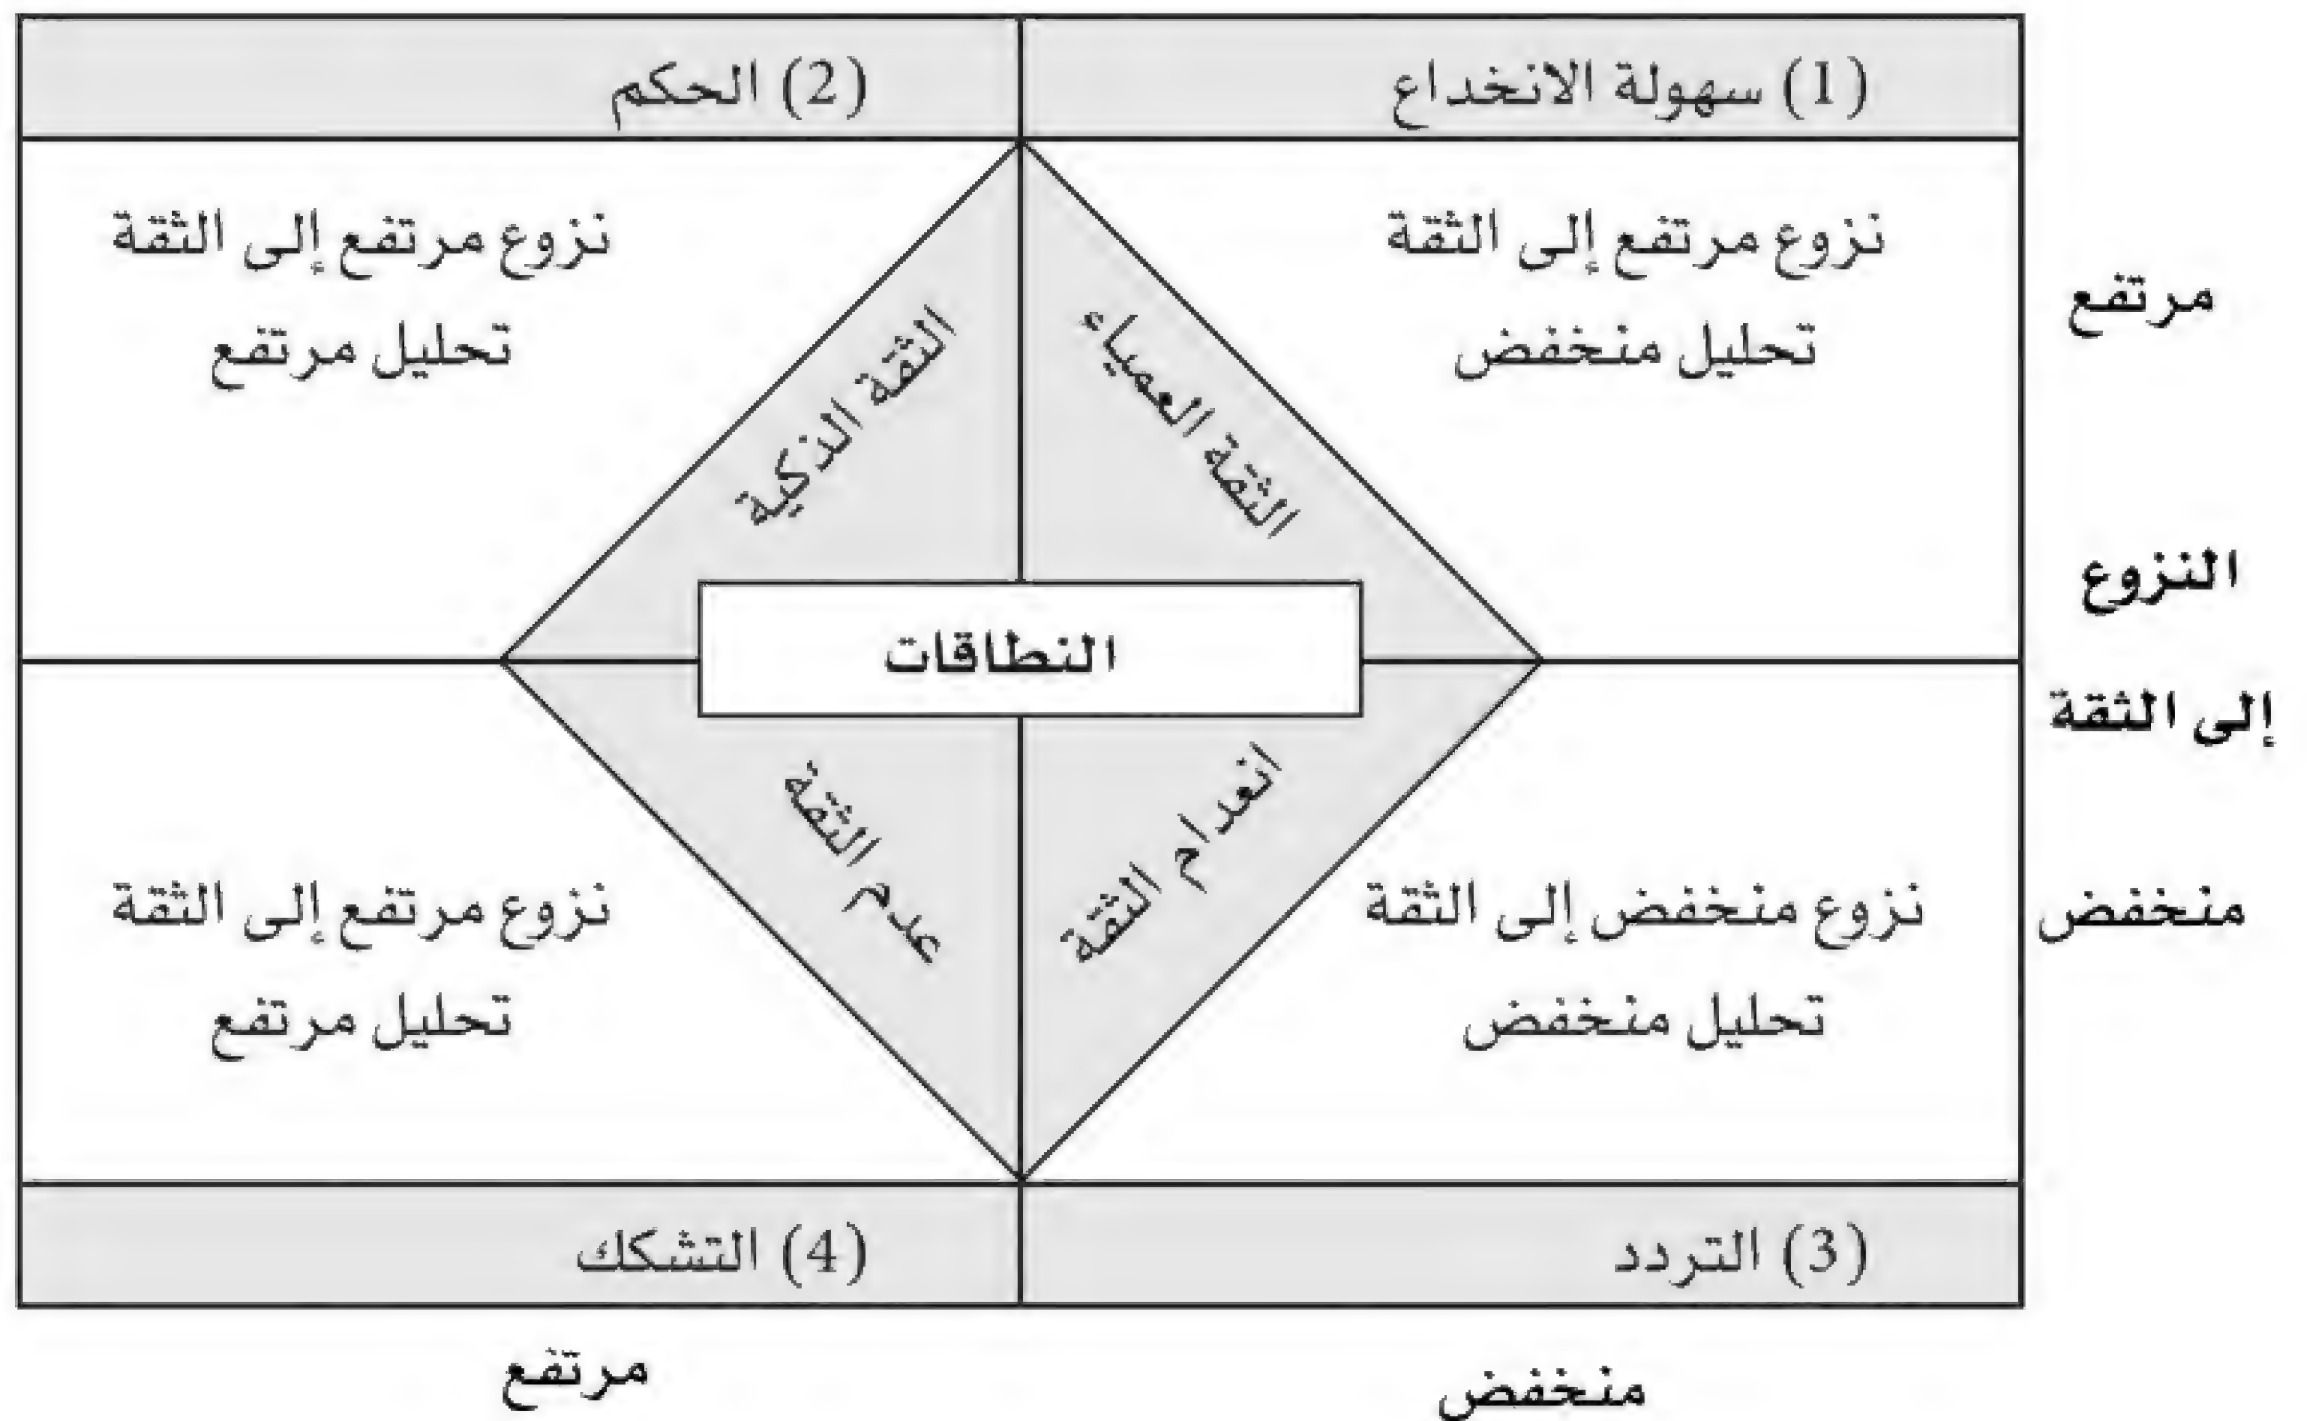 (1) سهولة الانخداع
(2) الحكم
نزوع مرتفع إلى الثقة
تحليل منخفض
نزوع مرتفع إلى الثقة
تحليل مرتفع
مرتفع
الثقة العمياء
الثقة الذكية
النزوع
إلى الثقة
النطاقات
انعدام الثقة
عدم الثقة
منخفض
نزوع منخفض إلى الثقة
تحليل منخفض
نزوع مرتفع إلى الثقة
تحليل مرتفع
(3) التردد
(4) التشكك
منخفض
مرتفع